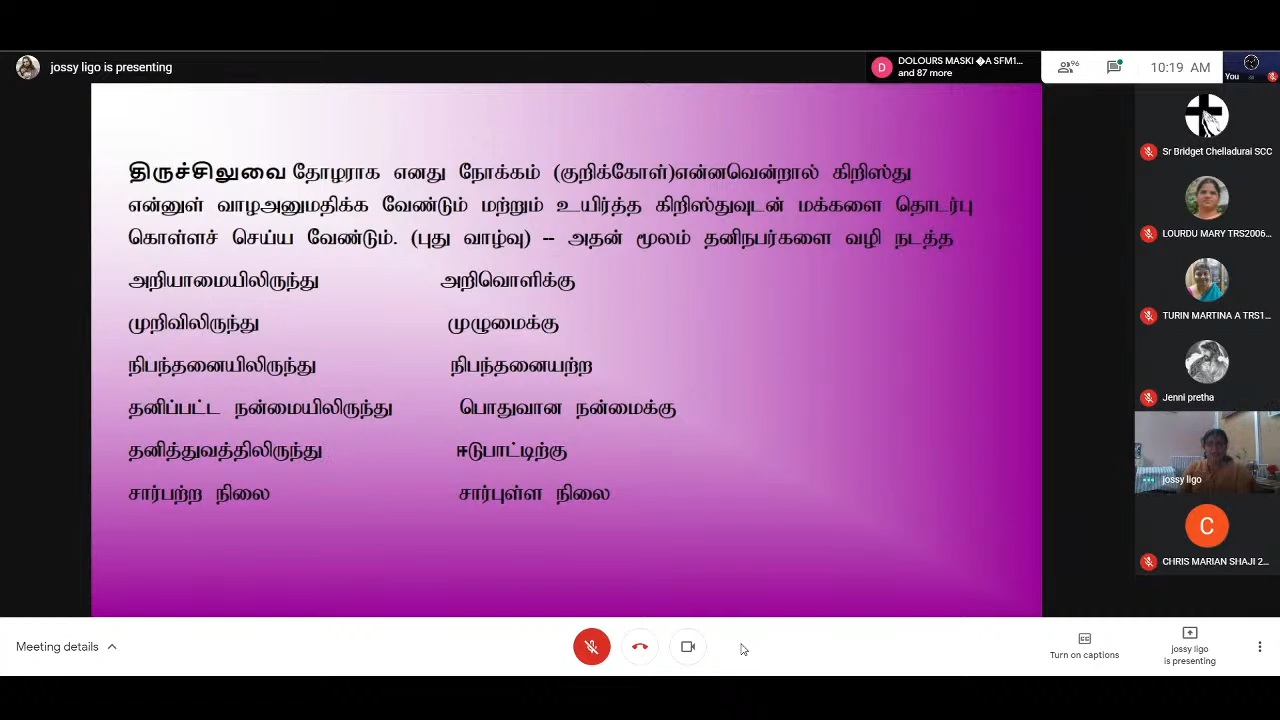 jossy ligo is presenting
DOLOURS MASKI �A SFM1...
and 87 more
96
10:19 AM
You
D
திருச்சிலுவை தோழராக எனது நோக்கம் (குறிக்கோள்)என்னவென்றால் கிறிஸ்து
என்னுள் வாழஅனுமதிக்க வேண்டும் மற்றும் உயிர்த்த கிறிஸ்துவுடன் மக்களை தொடர்பு
கொள்ளச் செய்ய வேண்டும். (புது வாழ்வு) -- அதன் மூலம் தனிநபர்களை வழி நடத்த
அறியாமையிலிருந்து அறிவொளிக்கு
முறிவிலிருந்து முழுமைக்கு
நிபந்தனையிலிருந்து நிபந்தனையற்ற
தனிப்பட்ட நன்மையிலிருந்து பொதுவான நன்மைக்கு
தனித்துவத்திலிருந்து ஈடுபாட்டிற்கு
சார்பற்ற நிலை சார்புள்ள நிலை
Sr Bridget Chelladurai SCC
LOURDU MARY TRS2006...
TURIN MARTINA A TRS1...
Jenni pretha
jossy ligo
C
CHRIS MARIAN SHAJI 2...
Meeting details
Turn on captions
jossy ligo
is presenting